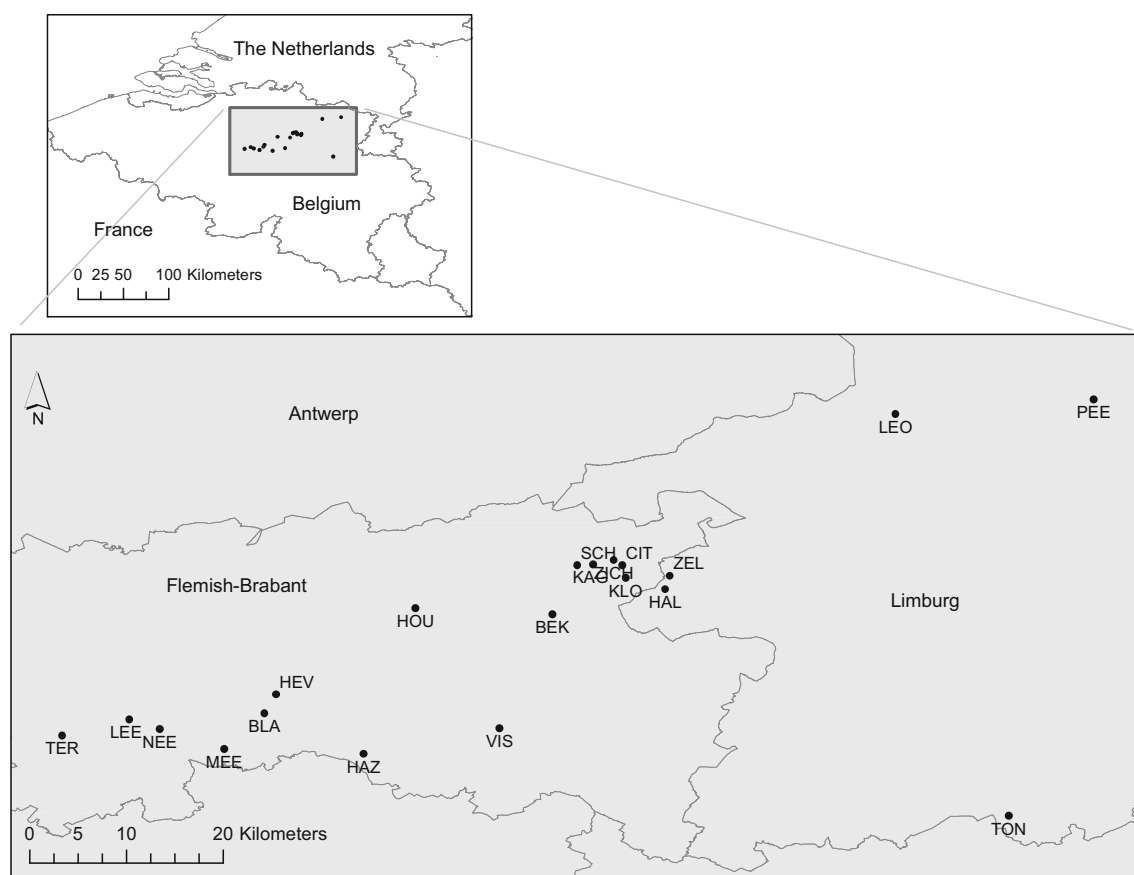 The Netherlands
Belgium
France
0 25 50 100 Kilometers
N
Antwerp
LEO
PEE
SCH
CIT
KAG
ZICH
ZEL
KLO
HAL
Flemish-Brabant
Limburg
HOU
BEK
HEV
BLA
LEE
NEE
TER
MEE
HAZ
VIS
TON
0 5 10 20 Kilometers